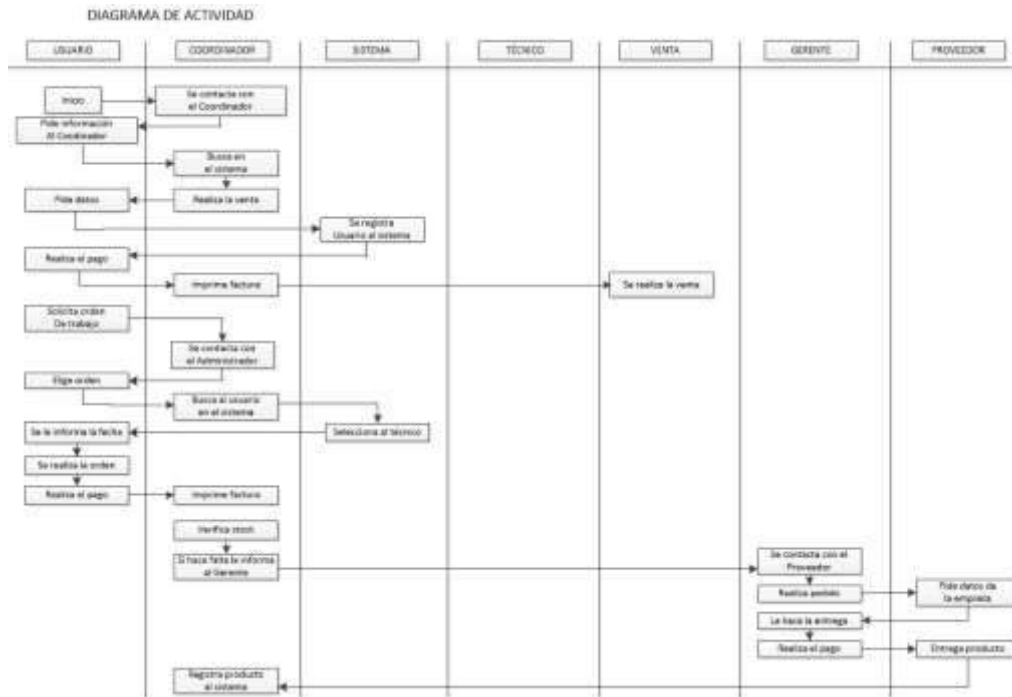 DIAGRAMA DE ACTIVIDAD
USUARIO
COORDINADOR
SISTEMA
TÉCNICO
VENTA
GERENTE
PROVEEDOR
Inicio
Se contacta con
el Coordinador
Pide información
Al Coordinador
Busca en
el sistema
Pide datos
Realiza la venta
Se registra
Usuario al sistema
Realiza el pago
Imprime factura
Se realiza la venta
Solicita orden
De trabajo
Se contacta con
el Administrador
Elige orden
Busca al usuario
en el sistema
Se le informa la fecha
Selecciona al técnico
Se realiza la orden
Realiza el pago
Imprime factura
Verifica stock
Si hace falta le informa
al Gerente
Se contacta con el
Proveedor
Realiza pedido
Pide datos de
la empresa
Le hace la entrega
Realiza el pago
Entrega producto
Registra producto
al sistema